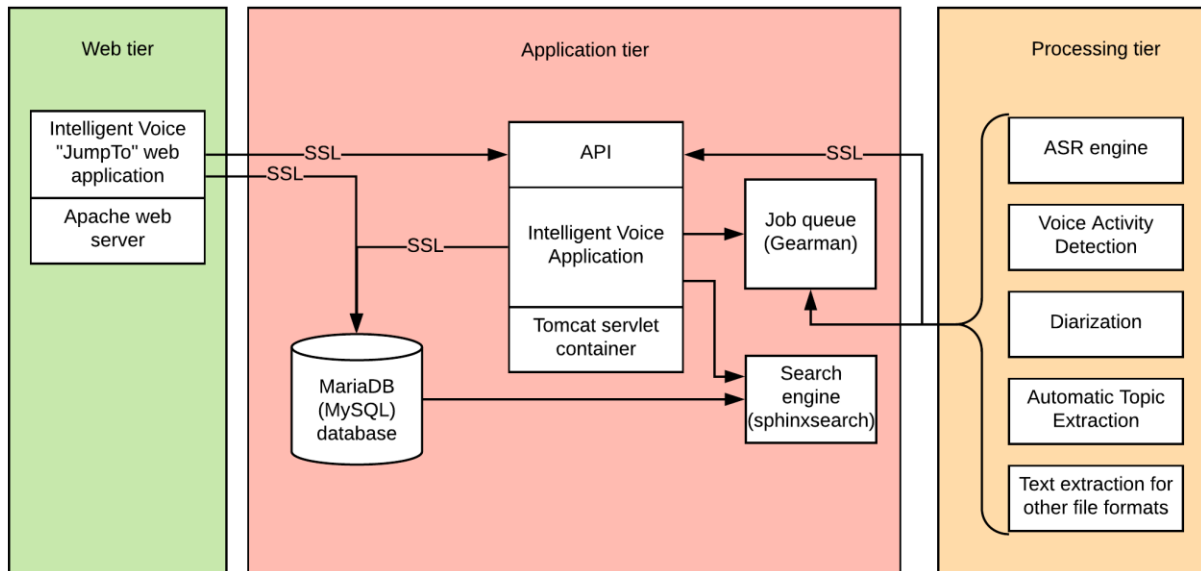 Web tier
Intelligent Voice
"JumpTo" web
application
Apache web
server
Application tier
SSL
SSL
SSL
API
Intelligent Voice
Application
Tomcat servlet
container
MariaDB
(MySQL)
database
SSL
Job queue
(Gearman)
Search
engine
(sphinxsearch)
Processing tier
ASR engine
Voice Activity
Detection
Diarization
Automatic Topic
Extraction
Text extraction for
other file formats